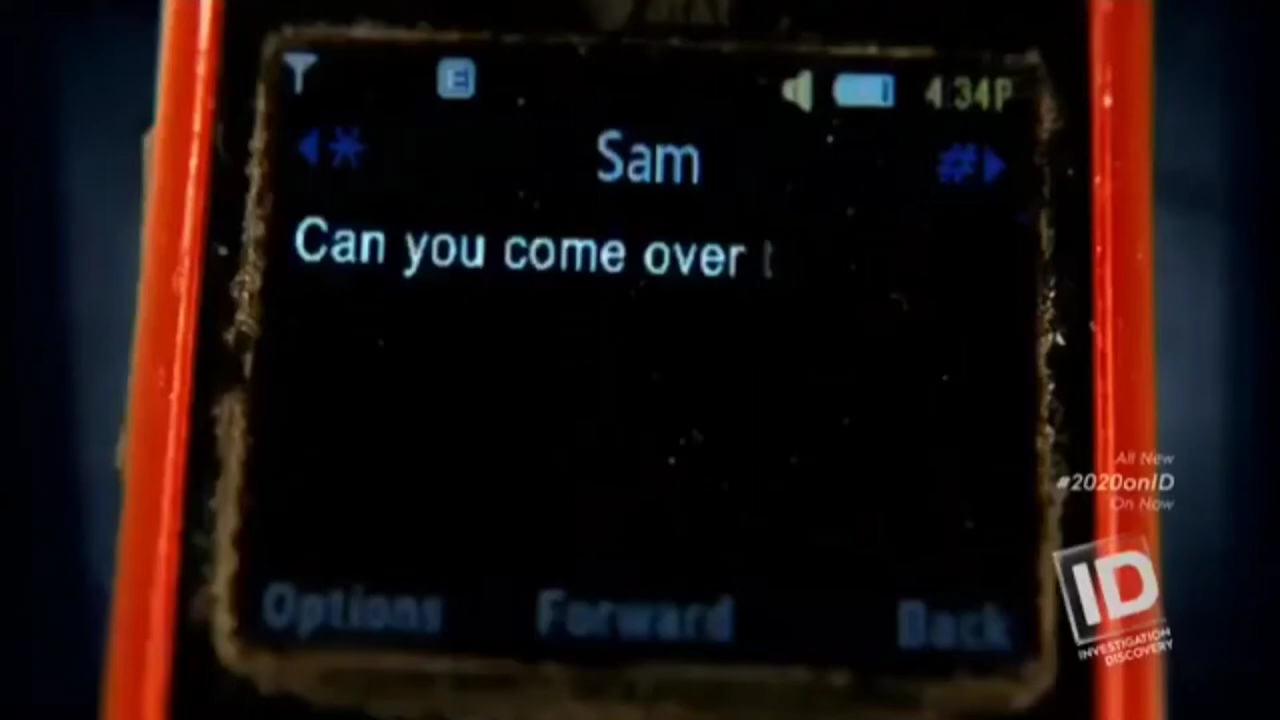 4:34P
* Sam #
Can you come over t
All New
#2020onID
On Now
Options Forward Back
ID
INVESTIGATION
DISCOVERY